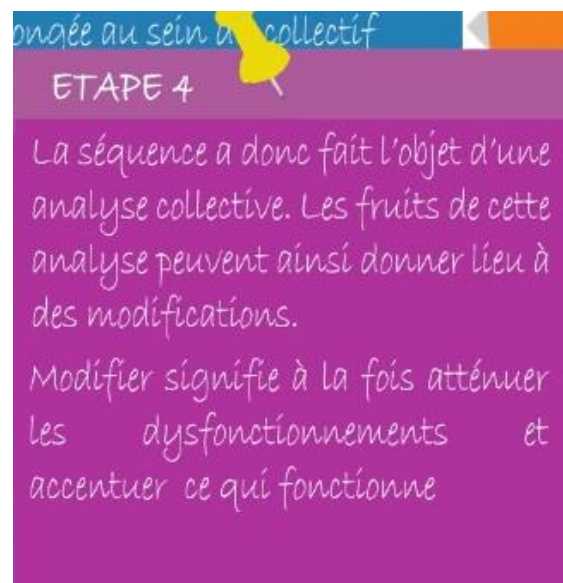 au sein collectif
ETAPE 4
La séquence a donc fait l'objet d'une
analyse collective. Les fruits de cette
analyse peuvent ainsi donner lieu à
des modifications.
Modifier signifie à la fois atténuer
les dysfonctionnements et
accentuer ce qui fonctionne